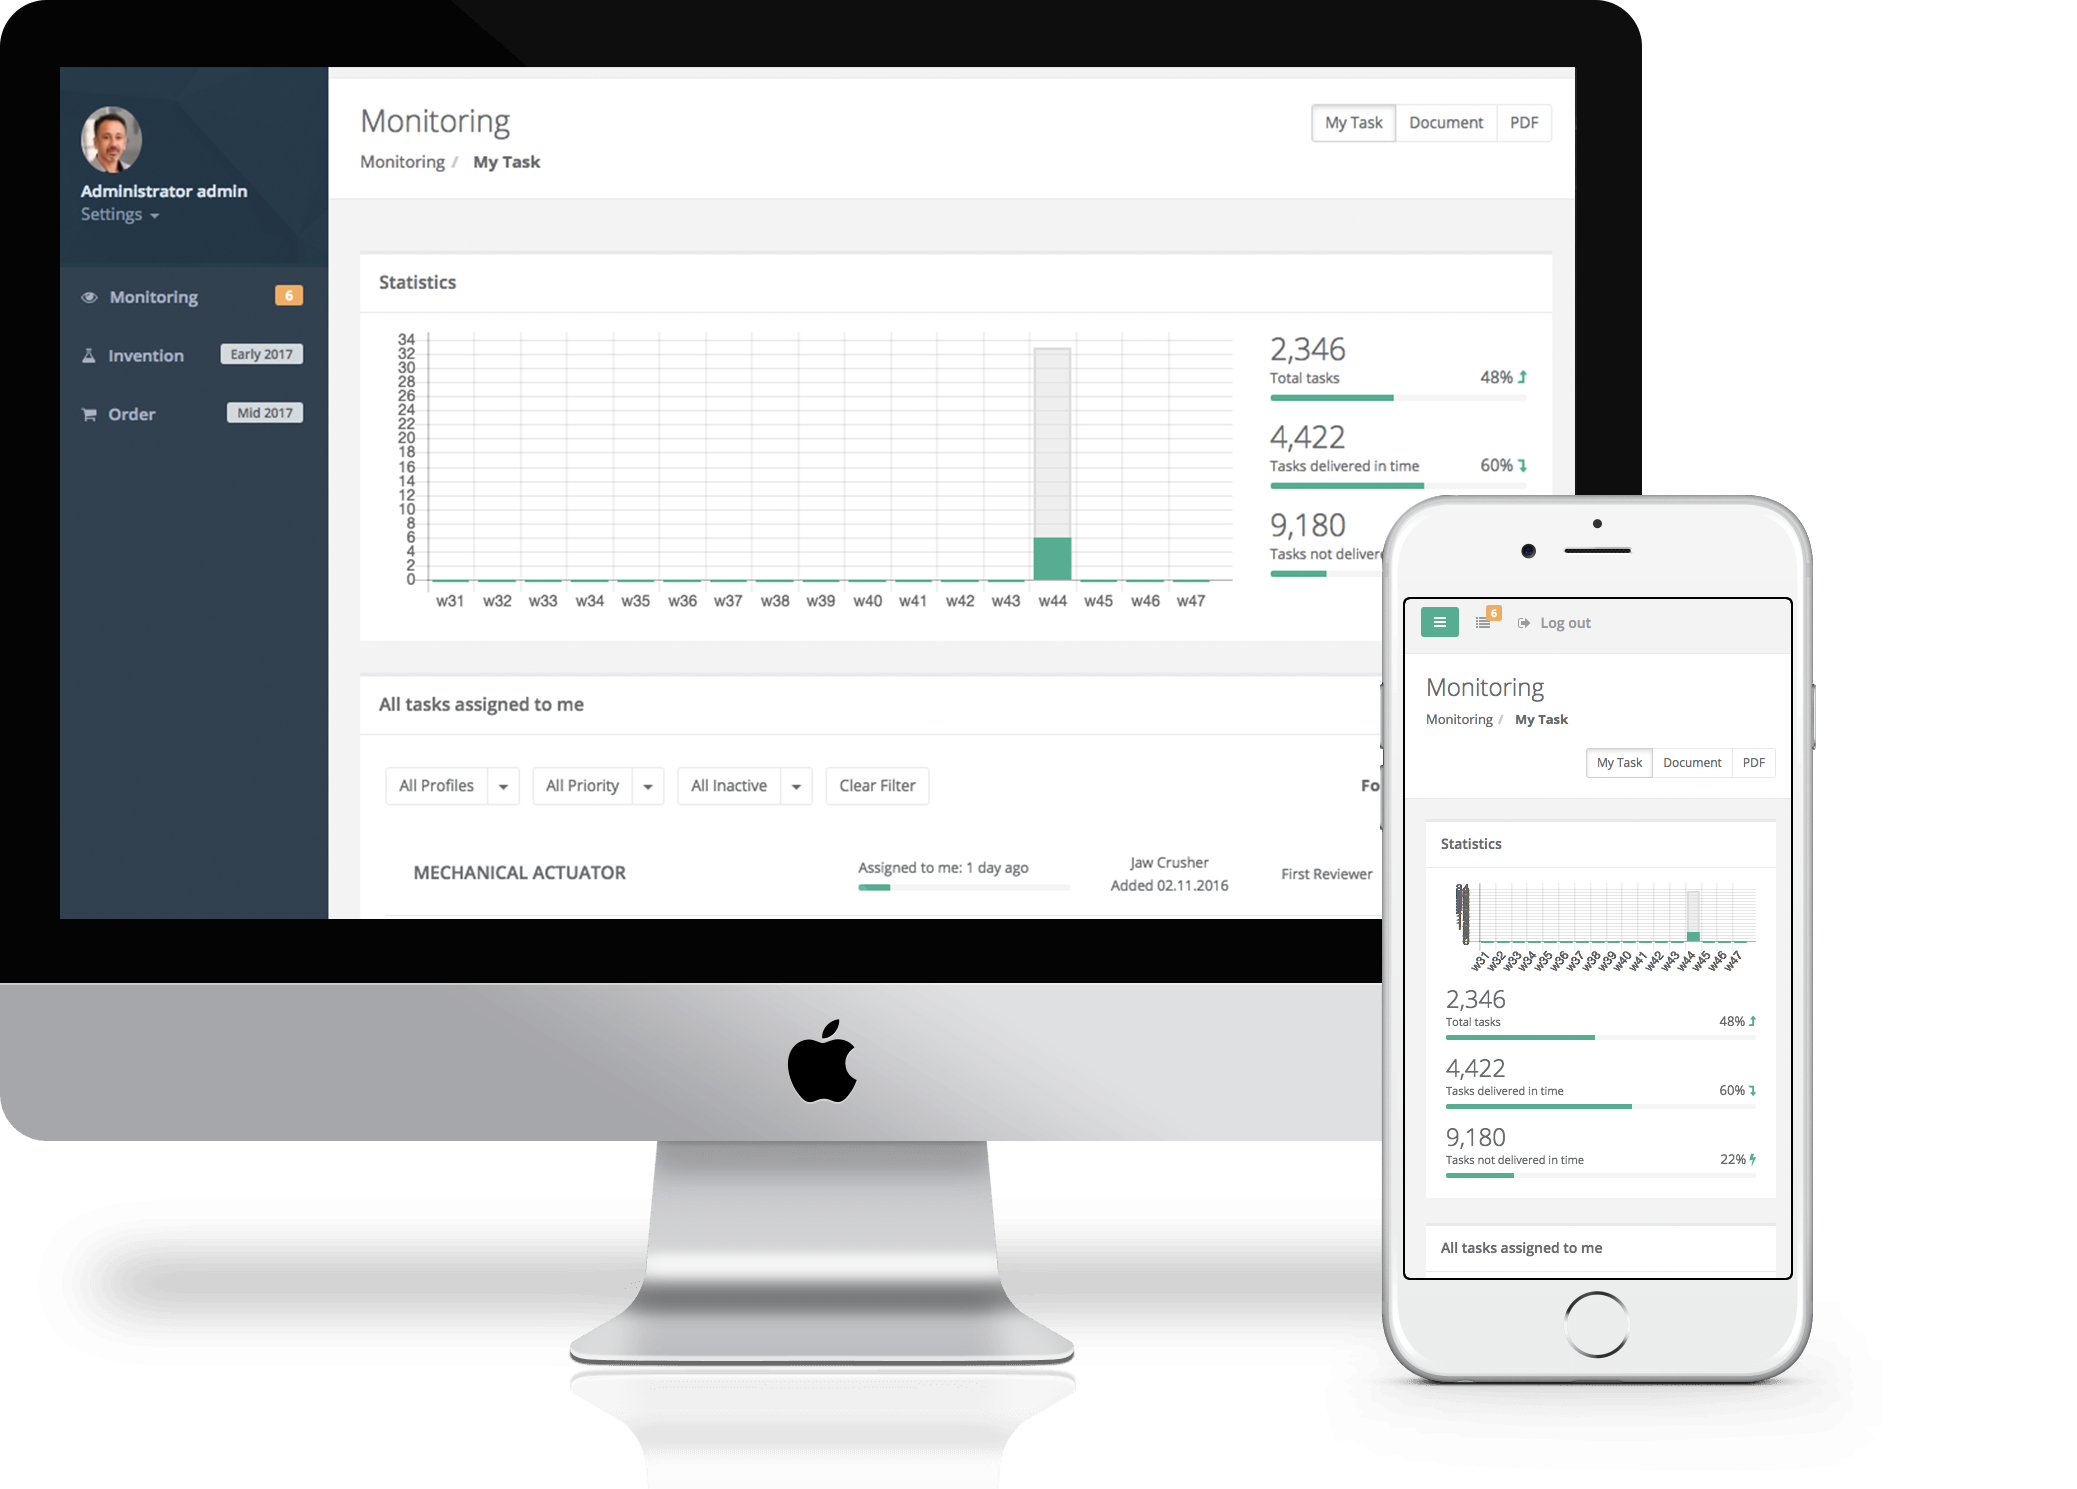 Administrator admin
Settings
Monitoring 6
Invention Early 2017
Order Mid 2017
Monitoring
Monitoring / My Task
My Task Document PDF
Statistics
34
32
30
28
26
24
22
20
18
16
14
12
10
8
6
4
2
0
w31 w32 w33 w34 w35 w36 w37 w38 w39 w40 w41 w42 w43 w44 w45 w46 w47
2,346
Total tasks 48%
4,422
Tasks delivered in time 60%
9,180
Tasks not deliver
All tasks assigned to me
All Profiles All Priority All Inactive Clear Filter Fo
MECHANICAL ACTUATOR
Assigned to me: 1 day ago
Jaw Crusher
Added 02.11.2016
First Reviewer
6
Log out
Monitoring
Monitoring / My Task
My Task Document PDF
Statistics
w31 w32 w33 w34 w35 w36 w37 w38 w39 w40 w41 w42 w43 w44 w45 w46 w47
2,346
Total tasks 48%
4,422
Tasks delivered in time 60%
9,180
Tasks not delivered in time 22%
All tasks assigned to me